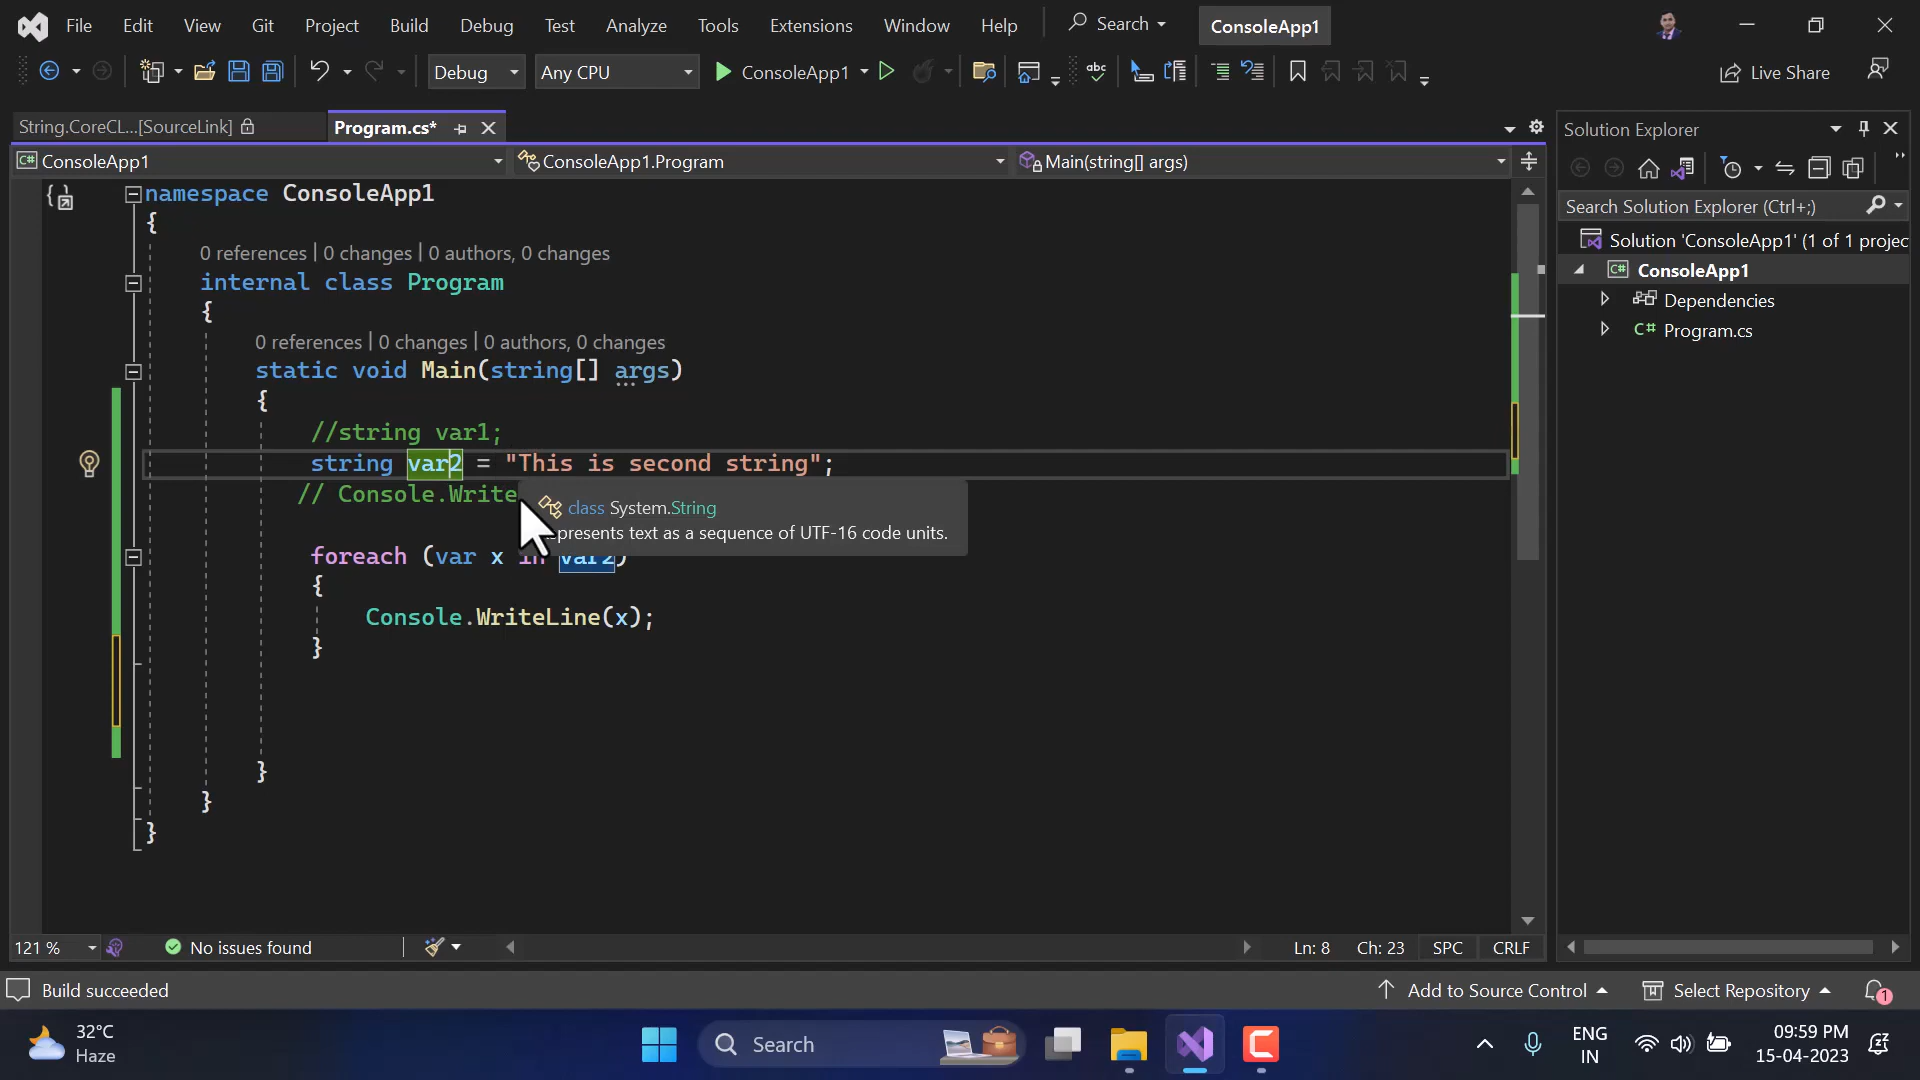 File Edit View Git Project Build Debug Test Analyze Tools Extensions Window Help Search ConsoleApp1
Debug Any CPU ConsoleApp1 Live Share
String.CoreCL...[SourceLink] Program.cs*
ConsoleApp1 ConsoleApp1.Program Main(string[] args)
namespace ConsoleApp1
{
0 references | 0 changes | 0 authors, 0 changes
internal class Program
{
0 references | 0 changes | 0 authors, 0 changes
static void Main(string[] args)
{
//string var1;
string var2 = "This is second string";
// Console.Write
class System.String
presents text as a sequence of UTF-16 code units.
foreach (var x in var2)
{
Console.WriteLine(x);
}
}
}
}
121 % No issues found Ln: 8 Ch: 23 SPC CRLF
Solution Explorer
Search Solution Explorer (Ctrl+;)
Solution 'ConsoleApp1' (1 of 1 projec
C# ConsoleApp1
Dependencies
C# Program.cs
Build succeeded Add to Source Control Select Repository 1
32°C
Haze
Search
ENG
IN
09:59 PM
15-04-2023